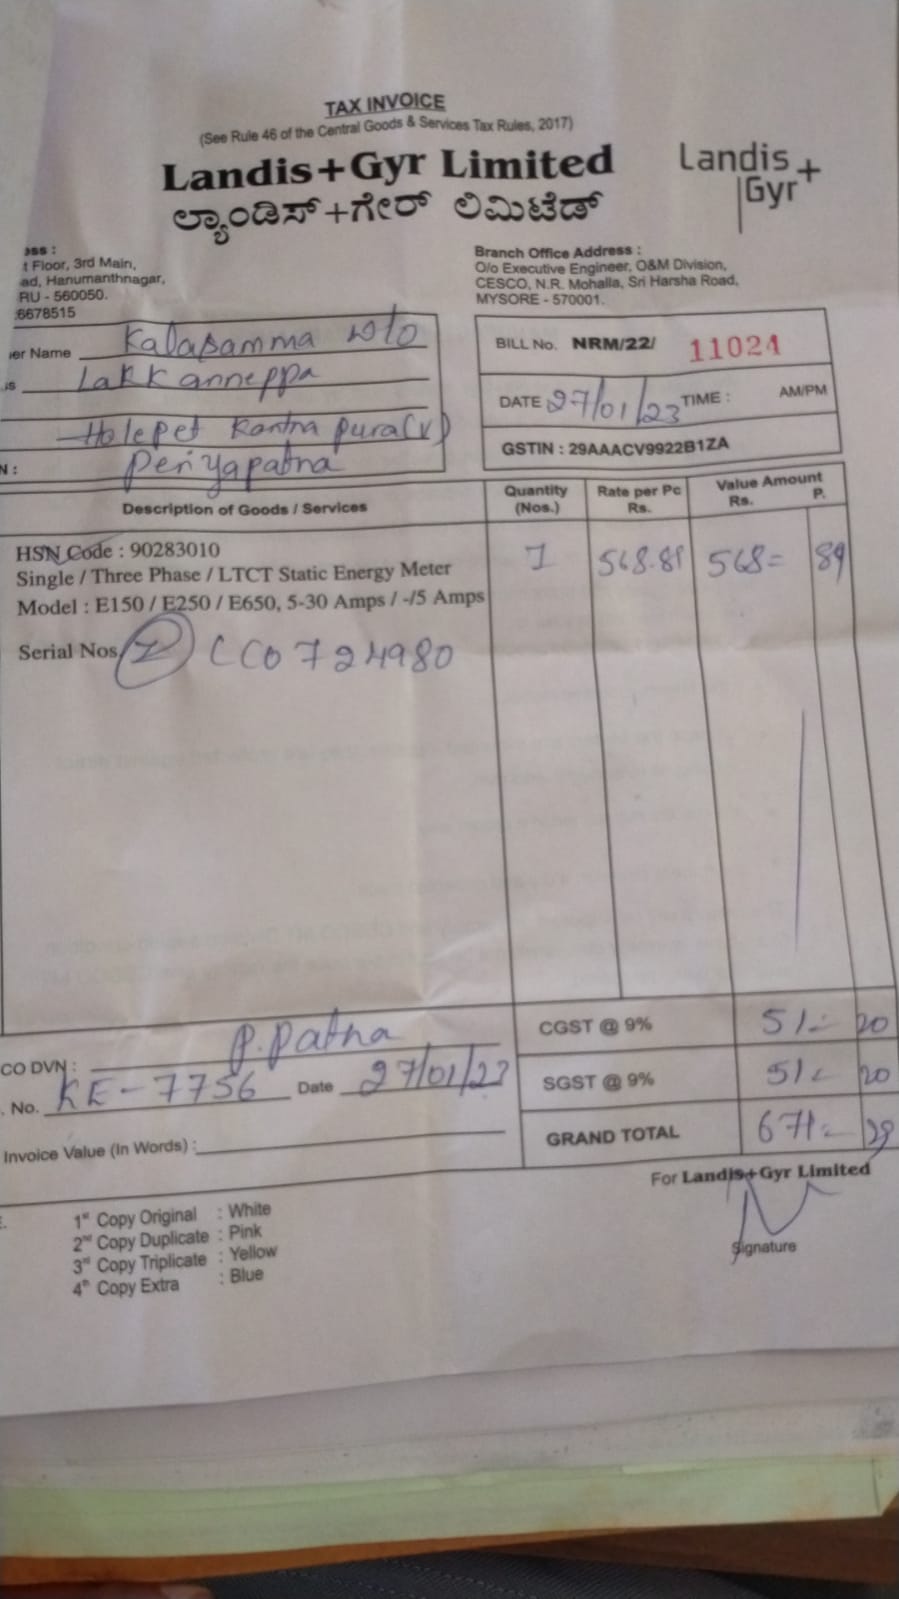 TAX INVOICE
(See Rule 46 of the Central Goods & Services Tax Rules, 2017)
Landis+Gyr Limited
ಲ್ಯಾಂಡಿಸ್+ಗೇರ್ ಲಿಮಿಟೆಡ್
Landis+
Gyr
ess :
t Floor, 3rd Main,
ad, Hanumanthnagar,
RU - 560050.
6678515
Branch Office Address :
O/o Executive Engineer, O&M Division,
CESCO, N.R. Mohalla, Sri Harsha Road,
MYSORE - 570001.
er Name Kalasamma w/o
s Lakkanneppa
Holepet Kantha pura(V)
N : Periyapatna
BILL No. NRM/22/ 11024
DATE 27/01/23 TIME : AM/PM
GSTIN : 29AAACV9922B1ZA
Description of Goods / Services
Quantity (Nos.)
Rate per Pc Rs.
Value Amount Rs. P.
HSN Code : 90283010
Single / Three Phase / LTCT Static Energy Meter
Model : E150 / E250 / E650, 5-30 Amps / -/5 Amps
1 568.89 568= 89
Serial Nos. CC0724980
CO DVN : P.Patna
. No. KE-7756 Date 27/01/23
Invoice Value (In Words) :
CGST @ 9% 51= 20
SGST @ 9% 51= 20
GRAND TOTAL 671= 29
For Landis+Gyr Limited
Signature
E.
1st Copy Original : White
2nd Copy Duplicate : Pink
3rd Copy Triplicate : Yellow
4th Copy Extra : Blue